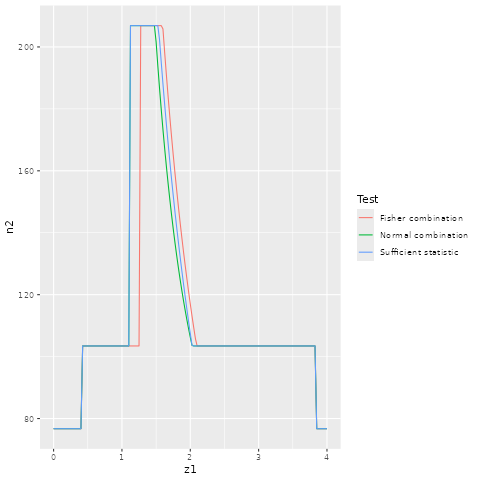 200
160
120
80
n2
0 1 2 3 4
z1
Test
Fisher combination
Normal combination
Sufficient statistic